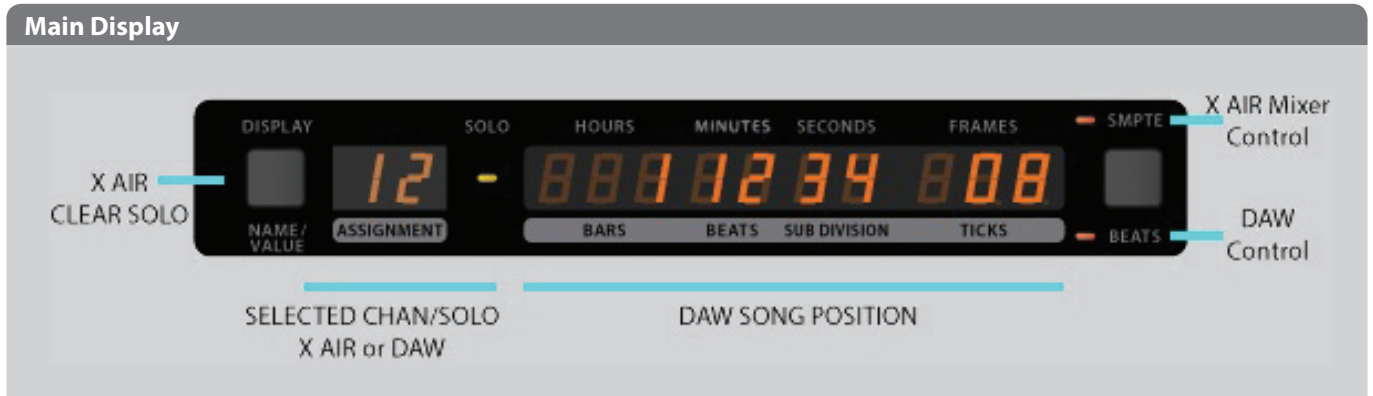 Main Display
DISPLAY SOLO HOURS MINUTES SECONDS FRAMES SMPTE
X AIR Mixer
Control
12 1 12 34 08
X AIR
CLEAR SOLO
NAME/
VALUE
ASSIGNMENT BARS BEATS SUB DIVISION TICKS BEATS
DAW
Control
SELECTED CHAN/SOLO
X AIR or DAW
DAW SONG POSITION